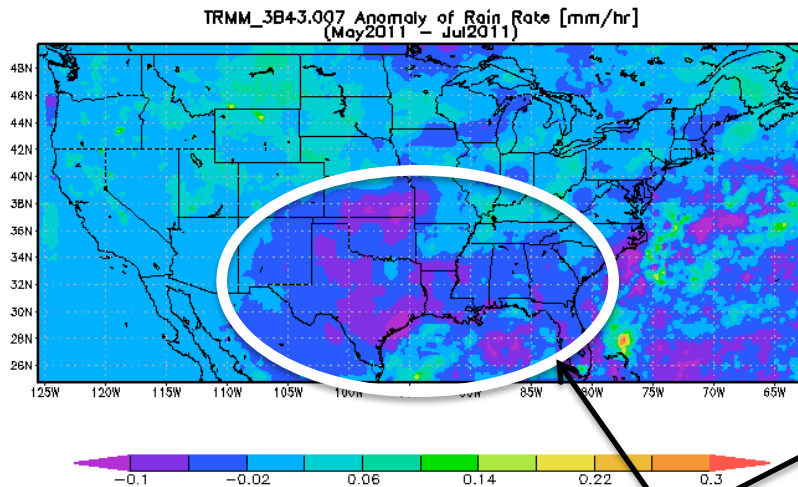 TRMM_3B43.007 Anomaly of Rain Rate [mm/hr]
(May2011 – Jul2011)
48N
46N
44N
42N
40N
38N
36N
34N
32N
30N
28N
26N
125W 120W 115W 110W 105W 100W 95W 90W 85W 80W 75W 70W 65W
-0.1 -0.02 0.06 0.14 0.22 0.3